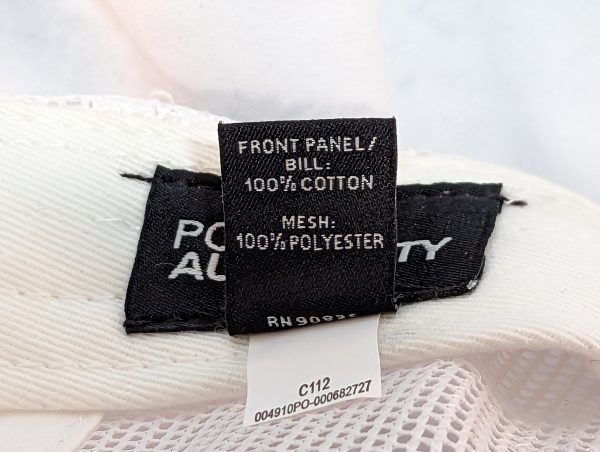 FRONT PANEL/
BILL:
100% COTTON
MESH:
100% POLYESTER
C112
004910PO-000682727